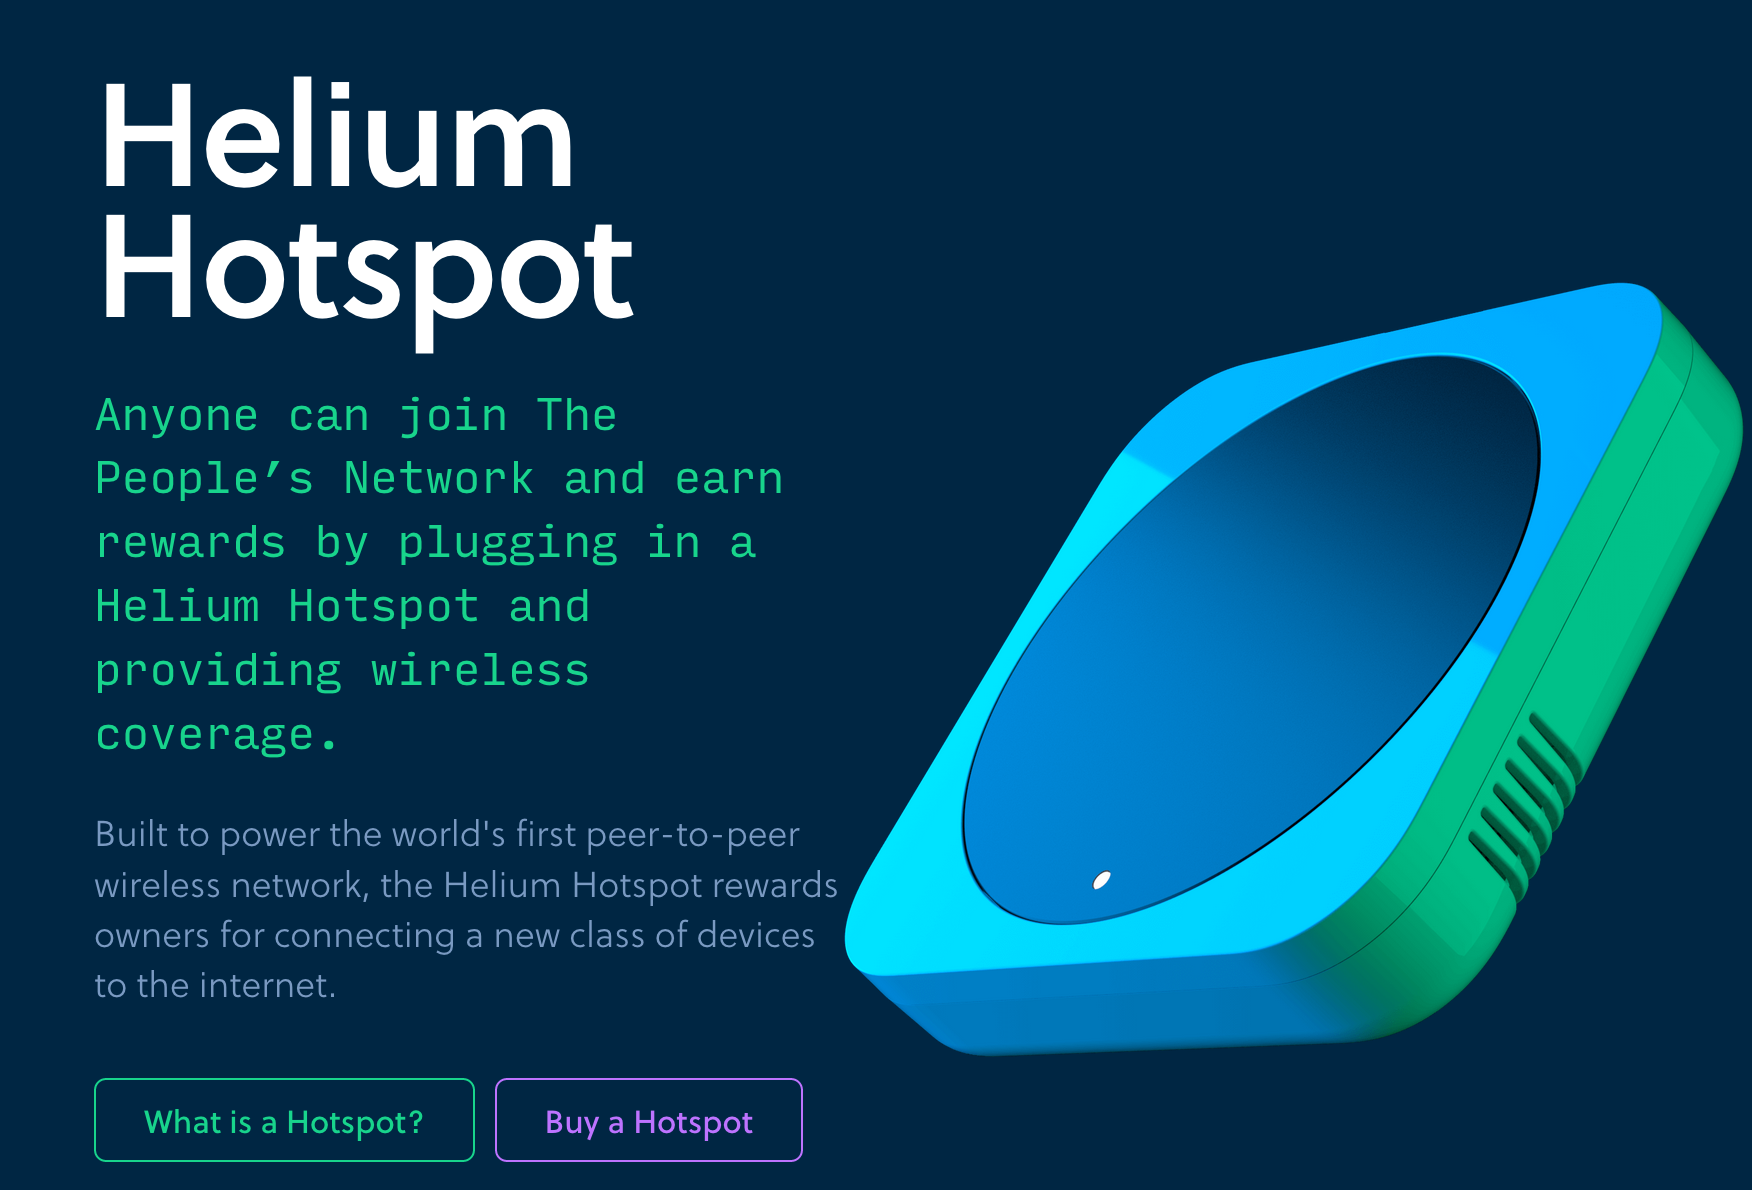 Helium
Hotspot
Anyone can join The
People’s Network and earn
rewards by plugging in a
Helium Hotspot and
providing wireless
coverage.
Built to power the world's first peer-to-peer
wireless network, the Helium Hotspot rewards
owners for connecting a new class of devices
to the internet.
What is a Hotspot?
Buy a Hotspot